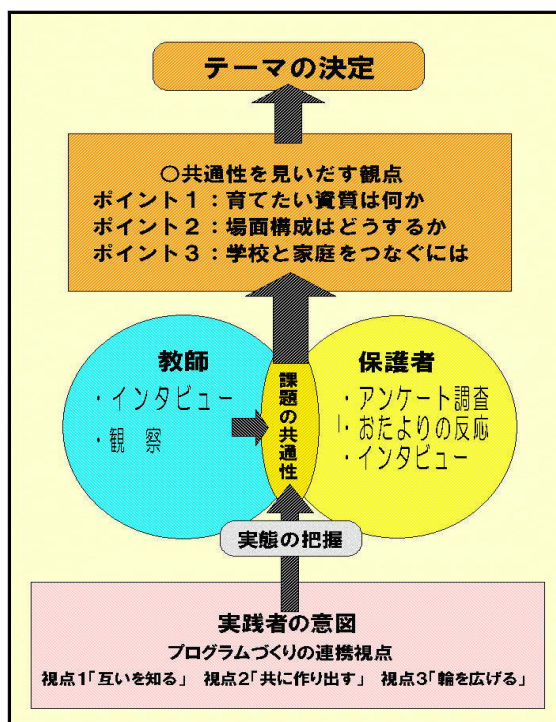 テーマの決定
○共通性を見いだす観点
ポイント1：育てたい資質は何か
ポイント2：場面構成はどうするか
ポイント3：学校と家庭をつなぐには
教師
・インタビュー
・観　察
課題の共通性
保護者
・アンケート調査
・おたよりの反応
・インタビュー
実態の把握
実践者の意図
プログラムづくりの連携視点
視点1「互いを知る」 視点2「共に作り出す」 視点3「輪を広げる」